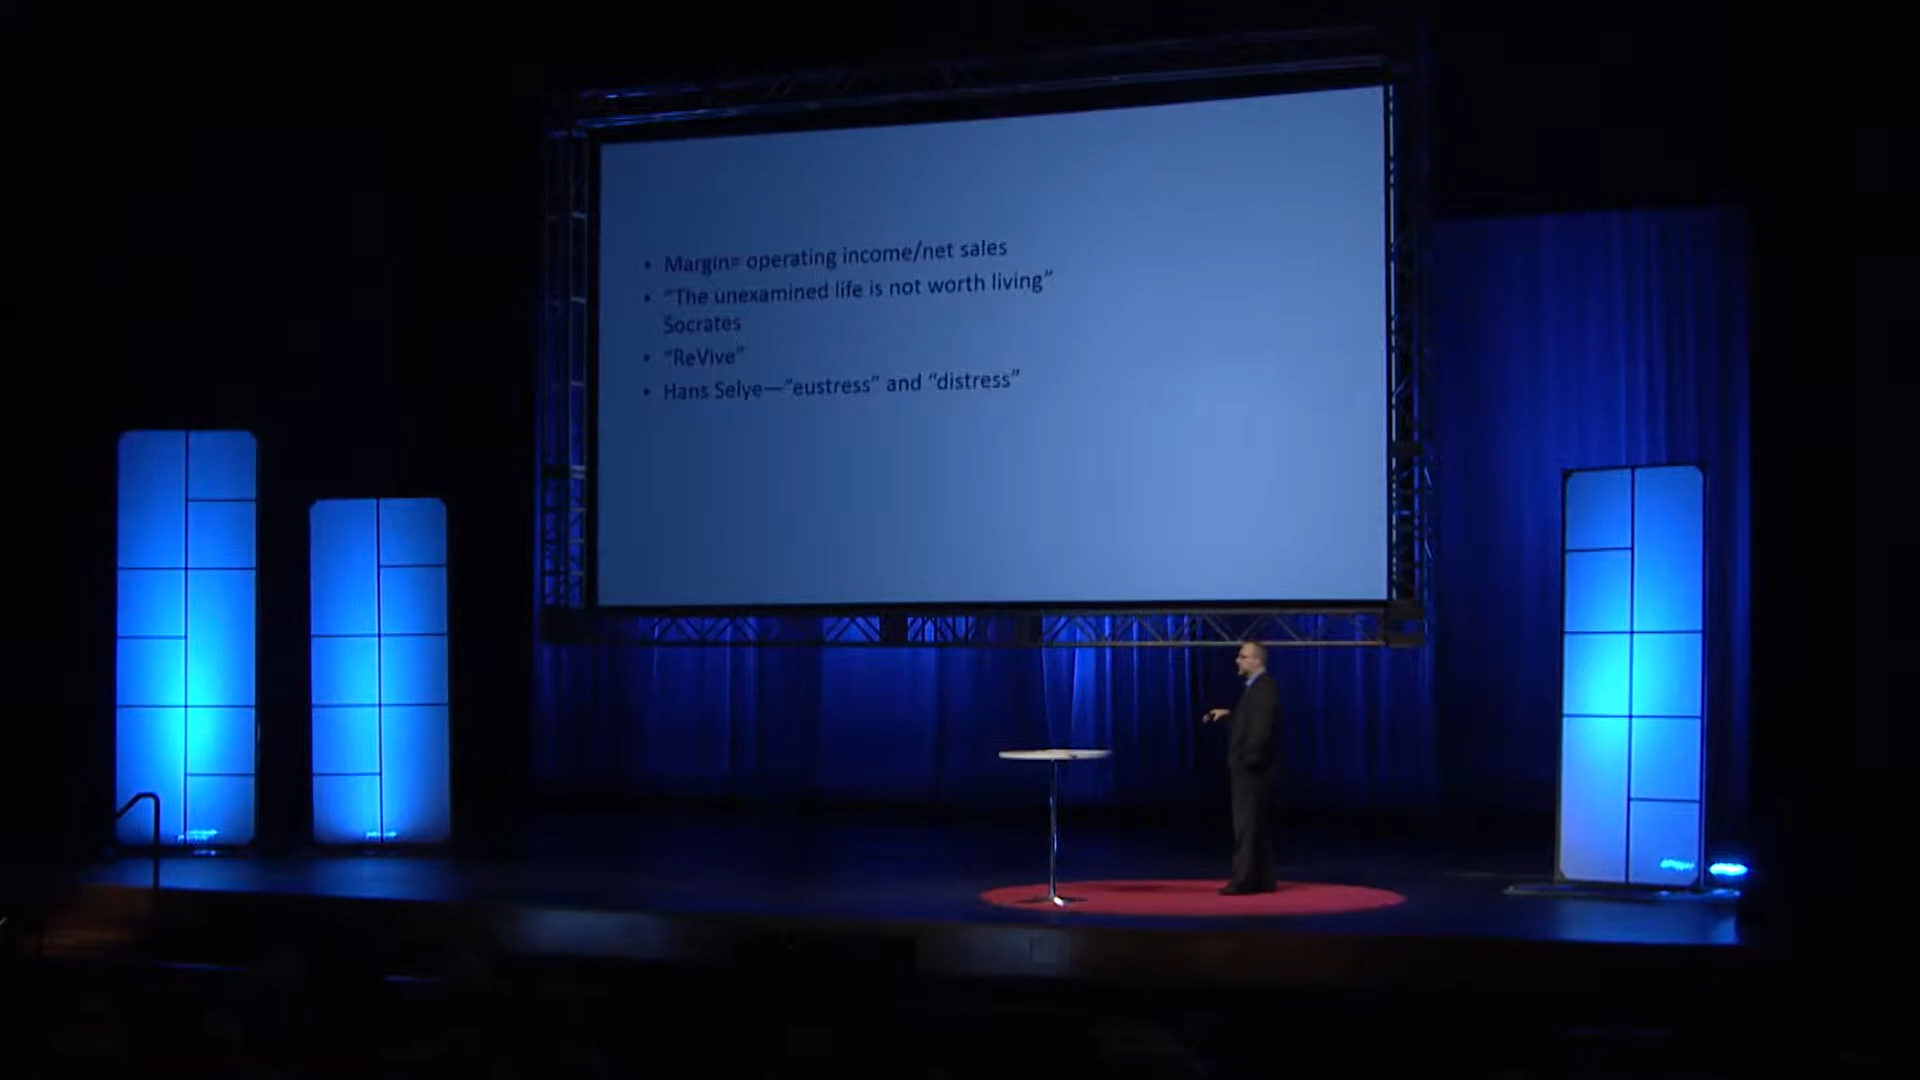 • Margin= operating income/net sales
• “The unexamined life is not worth living”
Socrates
• “ReVive”
• Hans Selye—“eustress” and “distress”